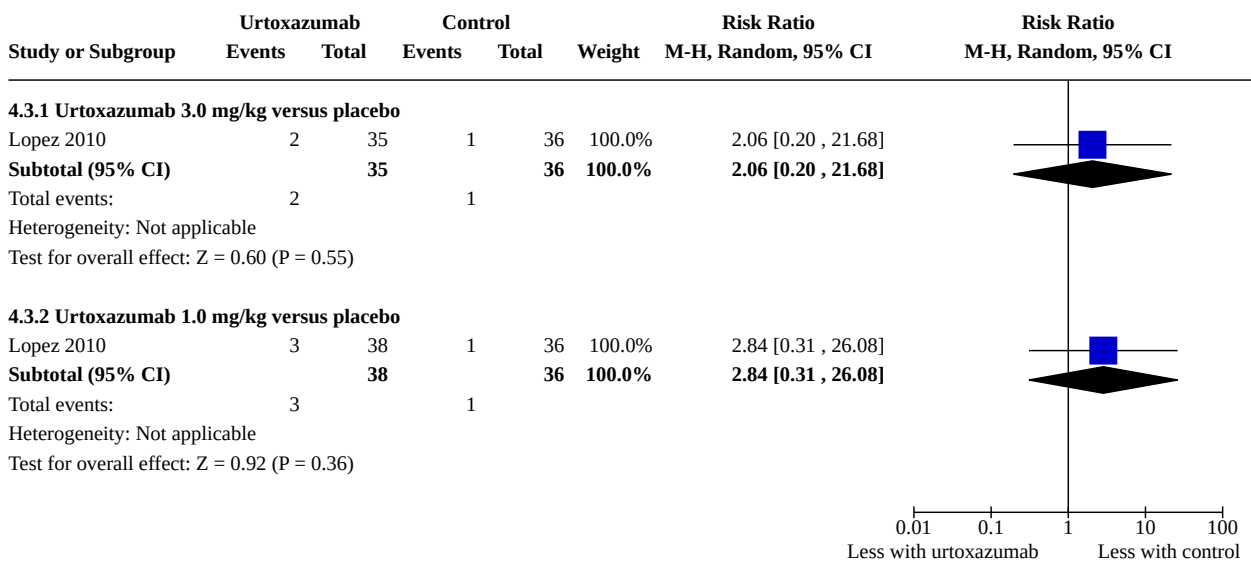 Urtoxazumab Control Risk Ratio Risk Ratio
Study or Subgroup Events Total Events Total Weight M-H, Random, 95% CI M-H, Random, 95% CI
4.3.1 Urtoxazumab 3.0 mg/kg versus placebo
Lopez 2010 2 35 1 36 100.0% 2.06 [0.20 , 21.68]
Subtotal (95% CI) 35 36 100.0% 2.06 [0.20 , 21.68]
Total events: 2 1
Heterogeneity: Not applicable
Test for overall effect: Z = 0.60 (P = 0.55)
4.3.2 Urtoxazumab 1.0 mg/kg versus placebo
Lopez 2010 3 38 1 36 100.0% 2.84 [0.31 , 26.08]
Subtotal (95% CI) 38 36 100.0% 2.84 [0.31 , 26.08]
Total events: 3 1
Heterogeneity: Not applicable
Test for overall effect: Z = 0.92 (P = 0.36)
0.01 0.1 1 10 100
Less with urtoxazumab Less with control